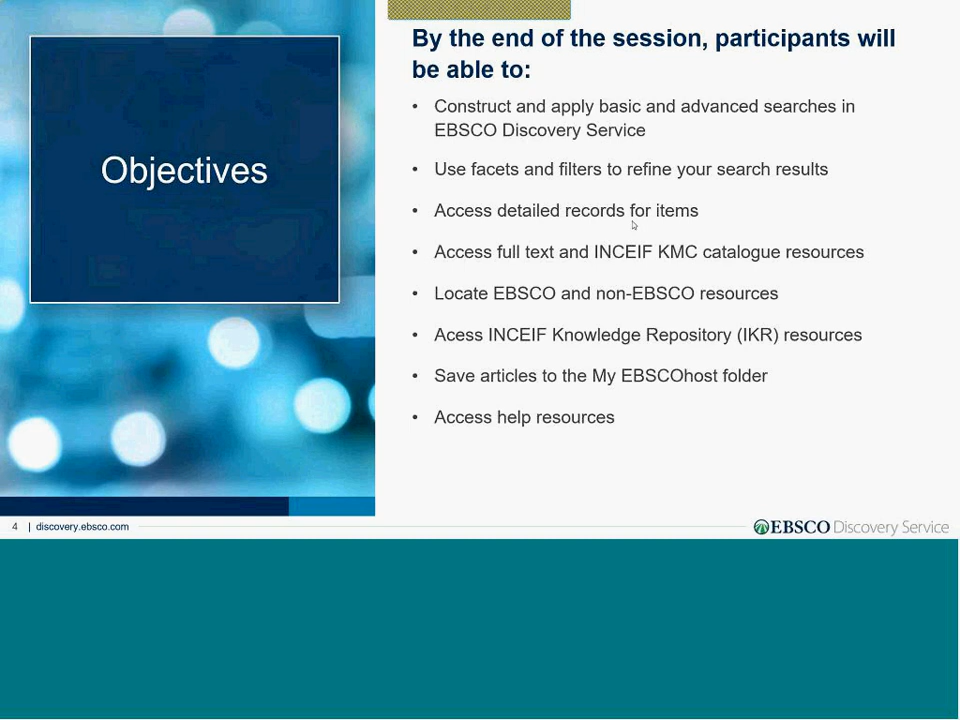 Objectives
By the end of the session, participants will
be able to:
• Construct and apply basic and advanced searches in
EBSCO Discovery Service
• Use facets and filters to refine your search results
• Access detailed records for items
• Access full text and INCEIF KMC catalogue resources
• Locate EBSCO and non-EBSCO resources
• Acess INCEIF Knowledge Repository (IKR) resources
• Save articles to the My EBSCOhost folder
• Access help resources
4 | discovery.ebsco.com
EBSCO Discovery Service